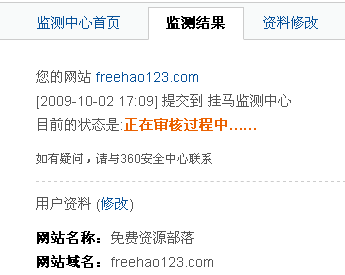 监测中心首页 监测结果 资料修改
您的网站 freehao123.com
[2009-10-02 17:09] 提交到 挂马监测中心
目前的状态是:正在审核过程中……
如有疑问，请与360安全中心联系
用户资料 (修改)
网站名称：免费资源部落
网站域名：freehao123.com